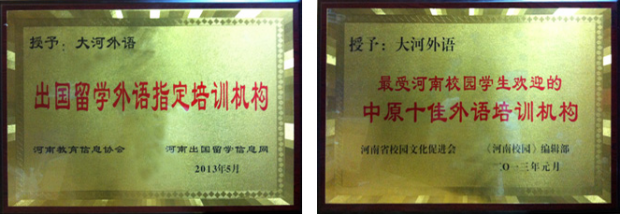 授予：大河外语
出国留学外语指定培训机构
河南教育信息协会 河南出国留学信息网
2013年5月
授予：大河外语
最受河南校园学生欢迎的
中原十佳外语培训机构
河南省校园文化促进会 《河南校园》编辑部
二〇一三年元月